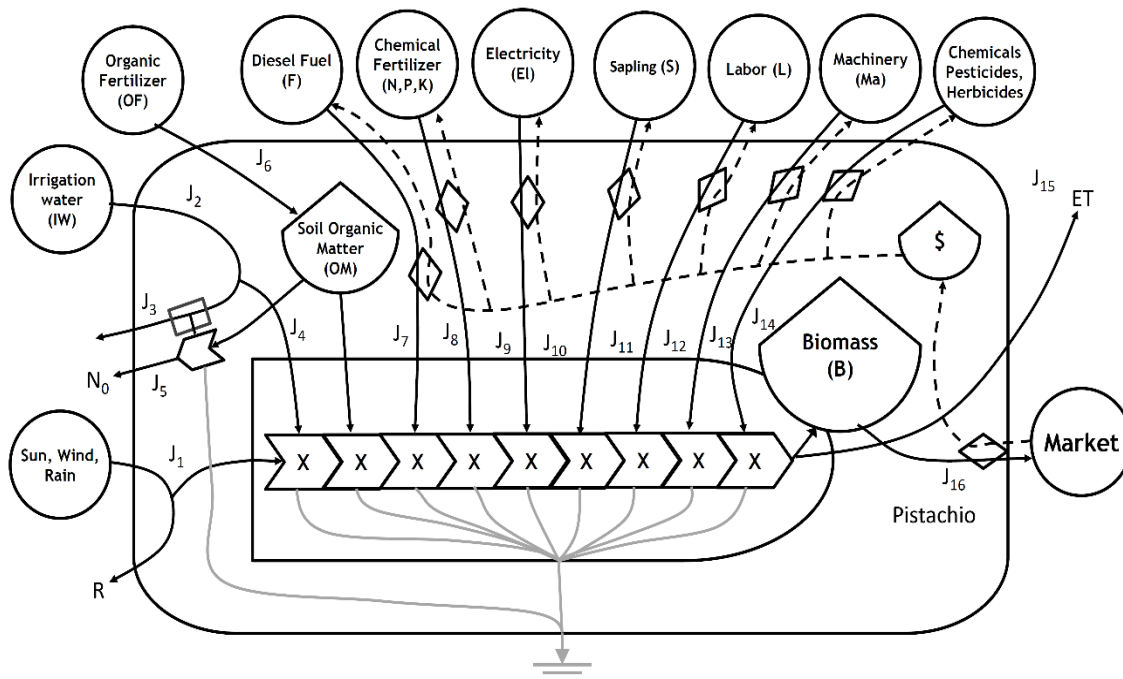 Organic
Fertilizer
(OF)
Diesel Fuel
(F)
Chemical
Fertilizer
(N,P,K)
Electricity
(El)
Sapling (S)
Labor (L)
Machinery
(Ma)
Chemicals
Pesticides,
Herbicides
Irrigation
water
(IW)
J2
J6
Soil Organic
Matter
(OM)
$
J15
ET
J3
J4
J5
N0
J7
J8
J9
J10
J11
J12
J13
J14
Biomass
(B)
Sun, Wind,
Rain
J1
X
X
X
X
X
X
X
X
X
Market
J16
Pistachio
R